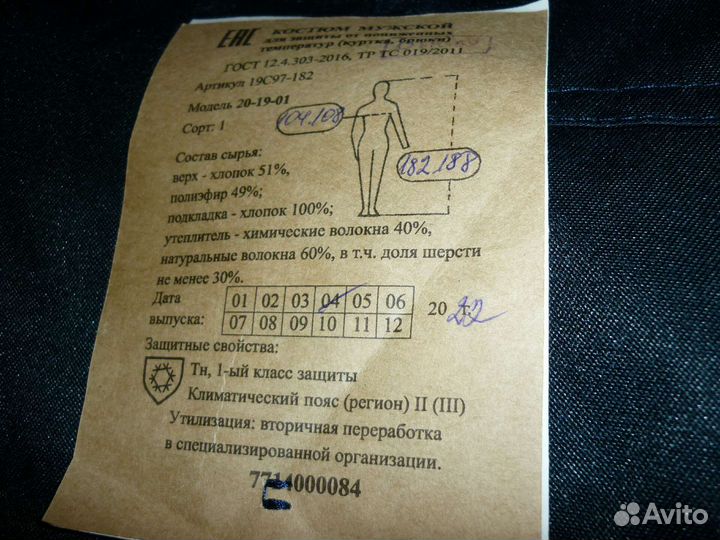 EAC КОСТЮМ МУЖСКОЙ
для защиты от пониженных
температур (куртка, брюки)
ГОСТ 12.4.303-2016, ТР ТС 019/2011
Артикул 19С97-182
Модель 20-19-01
Сорт: 1
104.108
182.188
Состав сырья:
верх - хлопок 51%,
полиэфир 49%;
подкладка - хлопок 100%;
утеплитель - химические волокна 40%,
натуральные волокна 60%, в т.ч. доля шерсти
не менее 30%.
Дата выпуска:
01 02 03 04 05 06
07 08 09 10 11 12
20 22 г.
Защитные свойства:
Тн, 1-ый класс защиты
Климатический пояс (регион) II (III)
Утилизация: вторичная переработка
в специализированной организации.
7714000084
Avito